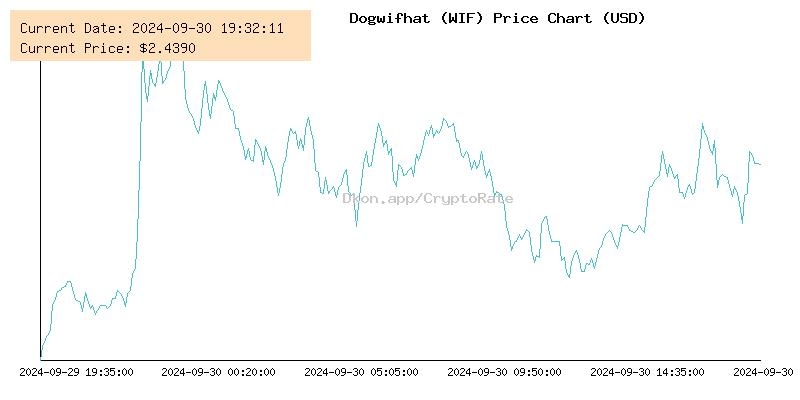 Dogwifhat (WIF) Price Chart (USD)
Current Date: 2024-09-30 19:32:11
Current Price: $2.4390
Dkon.app/CryptoRate
2024-09-29 19:35:00 2024-09-30 00:20:00 2024-09-30 05:05:00 2024-09-30 09:50:00 2024-09-30 14:35:00 2024-09-30